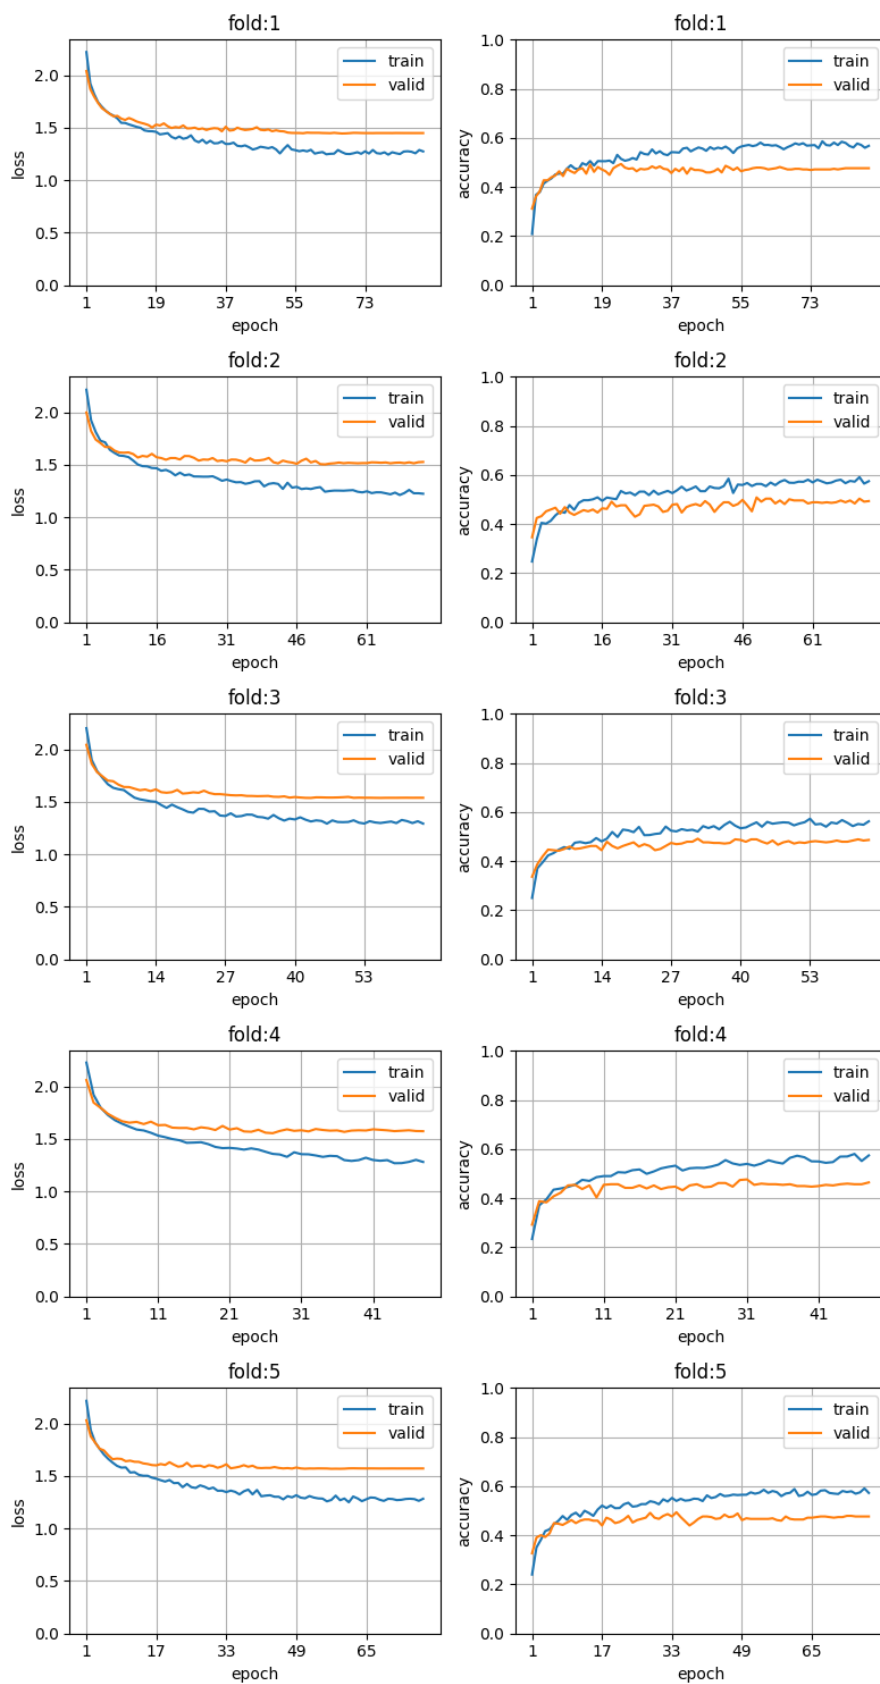 fold:1
train
valid
2.0
1.5
1.0
0.5
0.0
loss
1 19 37 55 73
epoch
fold:1
train
valid
1.0
0.8
0.6
0.4
0.2
0.0
accuracy
1 19 37 55 73
epoch
fold:2
train
valid
2.0
1.5
1.0
0.5
0.0
loss
1 16 31 46 61
epoch
fold:2
train
valid
1.0
0.8
0.6
0.4
0.2
0.0
accuracy
1 16 31 46 61
epoch
fold:3
train
valid
2.0
1.5
1.0
0.5
0.0
loss
1 14 27 40 53
epoch
fold:3
train
valid
1.0
0.8
0.6
0.4
0.2
0.0
accuracy
1 14 27 40 53
epoch
fold:4
train
valid
2.0
1.5
1.0
0.5
0.0
loss
1 11 21 31 41
epoch
fold:4
train
valid
1.0
0.8
0.6
0.4
0.2
0.0
accuracy
1 11 21 31 41
epoch
fold:5
train
valid
2.0
1.5
1.0
0.5
0.0
loss
1 17 33 49 65
epoch
fold:5
train
valid
1.0
0.8
0.6
0.4
0.2
0.0
accuracy
1 17 33 49 65
epoch